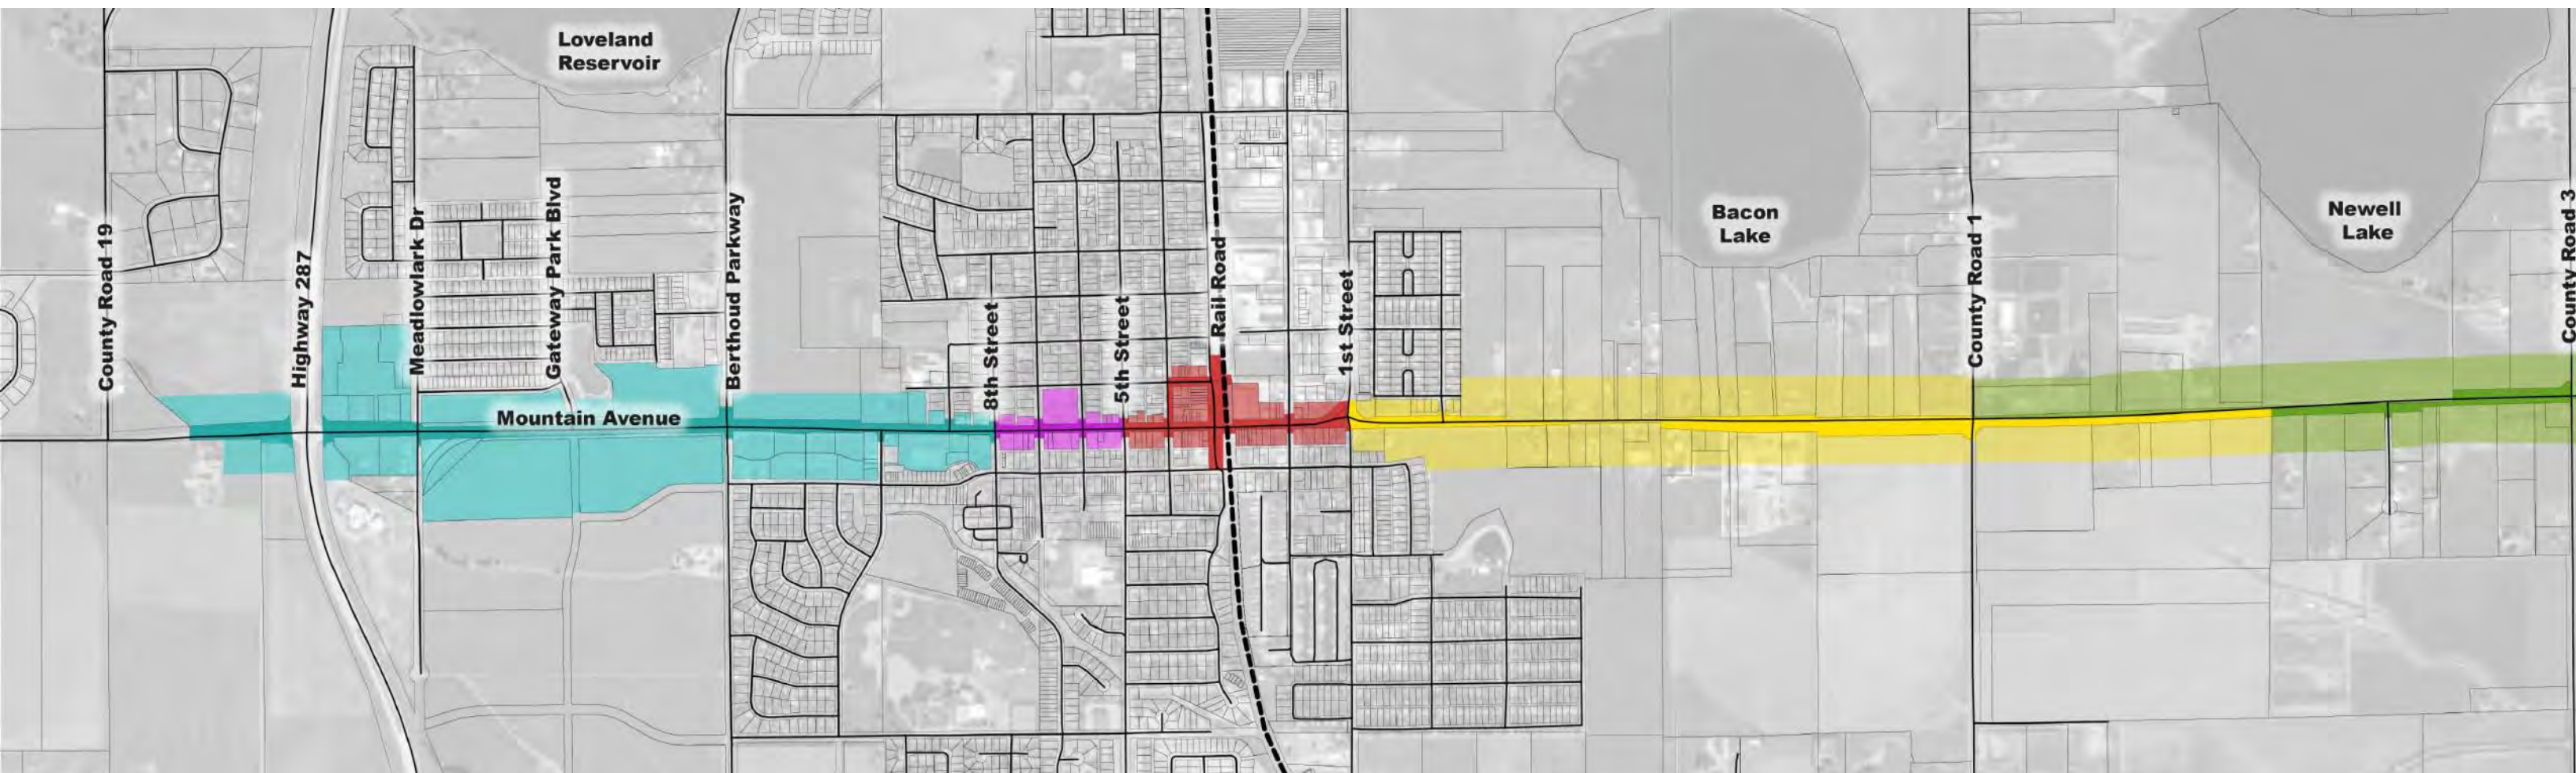 Loveland
Reservoir
County Road 19
Highway 287
Meadowlark Dr
Gateway Park Blvd
Berthoud Parkway
Mountain Avenue
8th Street
5th Street
Rail Road
1st Street
Bacon
Lake
County Road 1
Newell
Lake
County Road 3